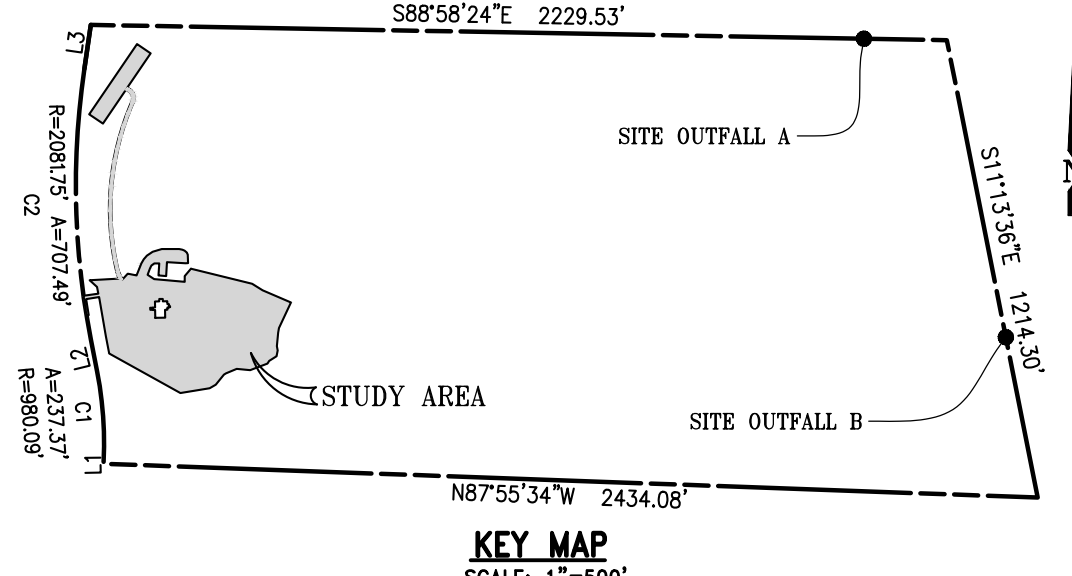 S88°58'24"E 2229.53'
L3
SITE OUTFALL A
R=2081.75' A=707.49'
C2
S11°13'36"E 1214.30'
L2
STUDY AREA
C1
A=237.37'
R=980.09'
SITE OUTFALL B
L1
N87°55'34"W 2434.08'
KEY MAP
SCALE: 1"=500'